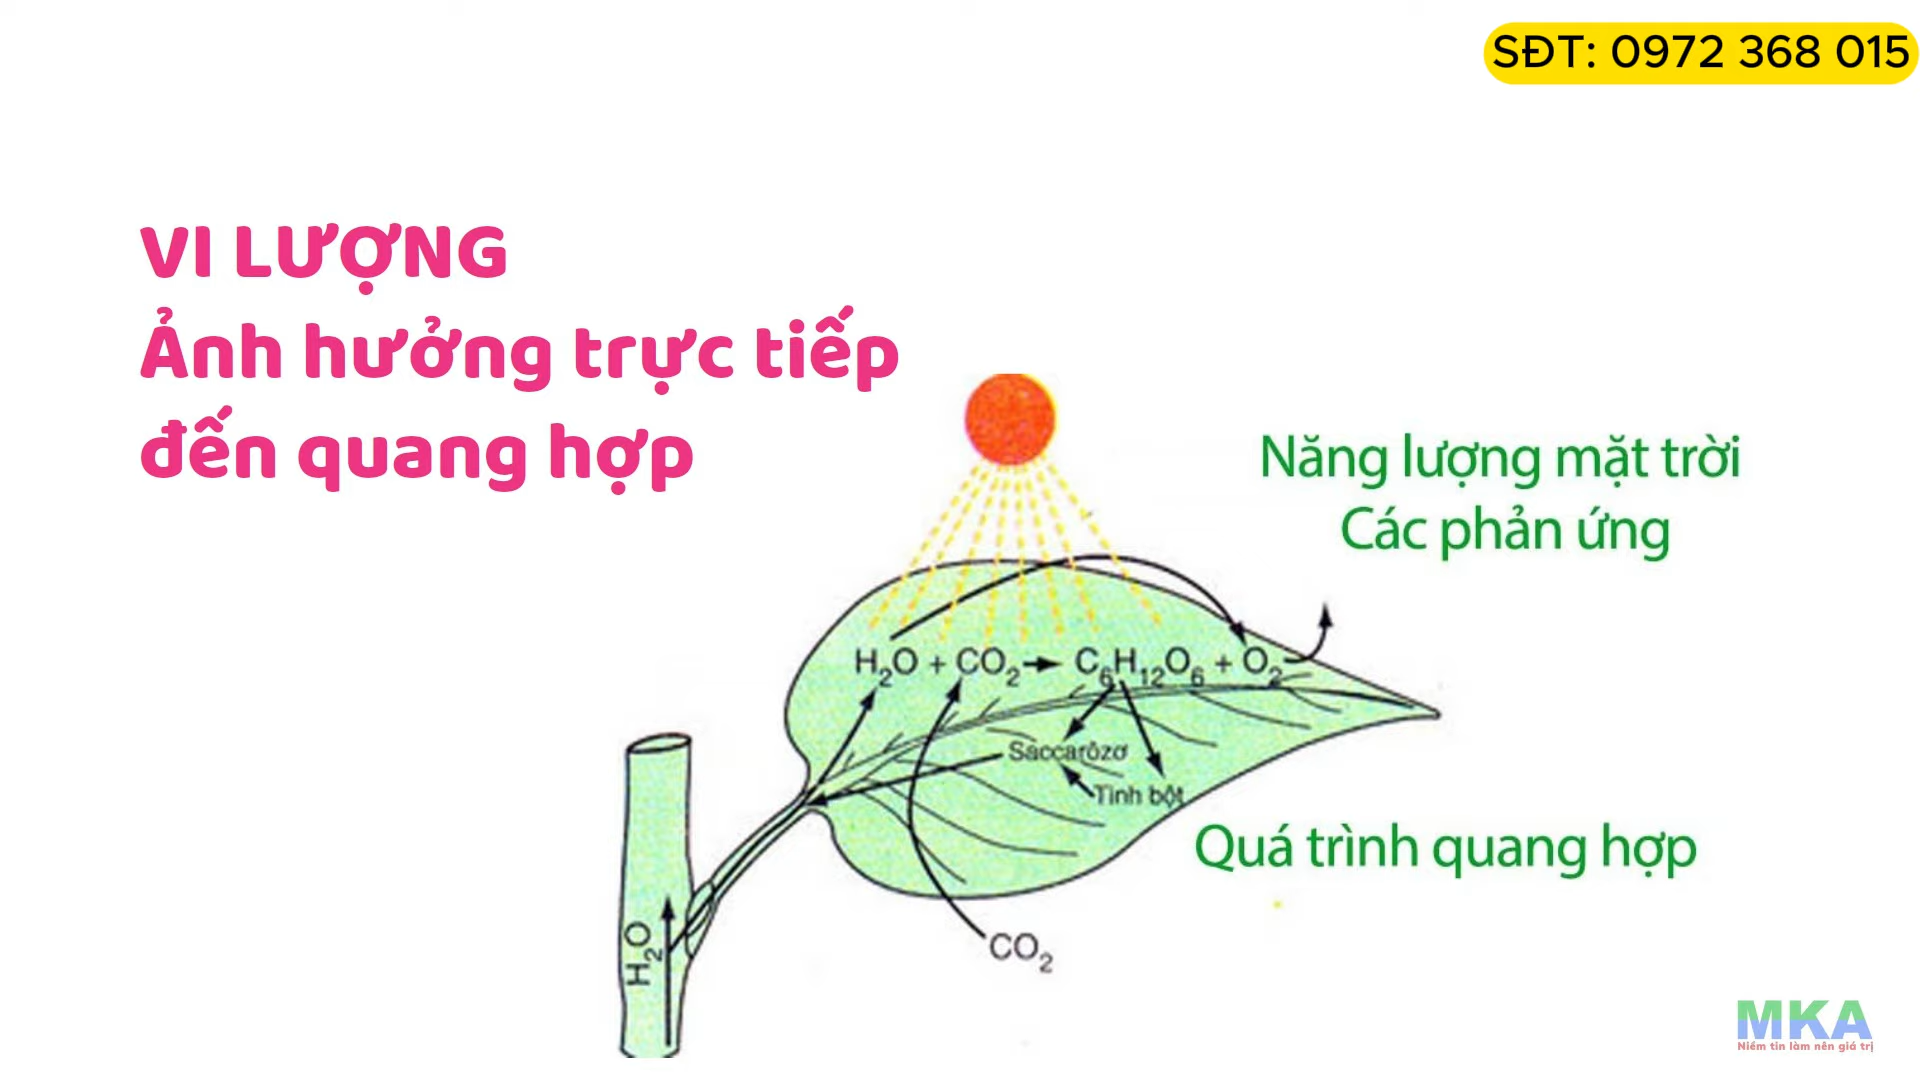 SĐT: 0972 368 015
VI LƯỢNG
Ảnh hưởng trực tiếp
đến quang hợp
Năng lượng mặt trời
Các phản ứng
H₂O + CO₂ → C₆H₁₂O₆ + O₂
Saccarôzơ
Tinh bột
Quá trình quang hợp
H₂O
CO₂
MKA
Niềm tin làm nên giá trị